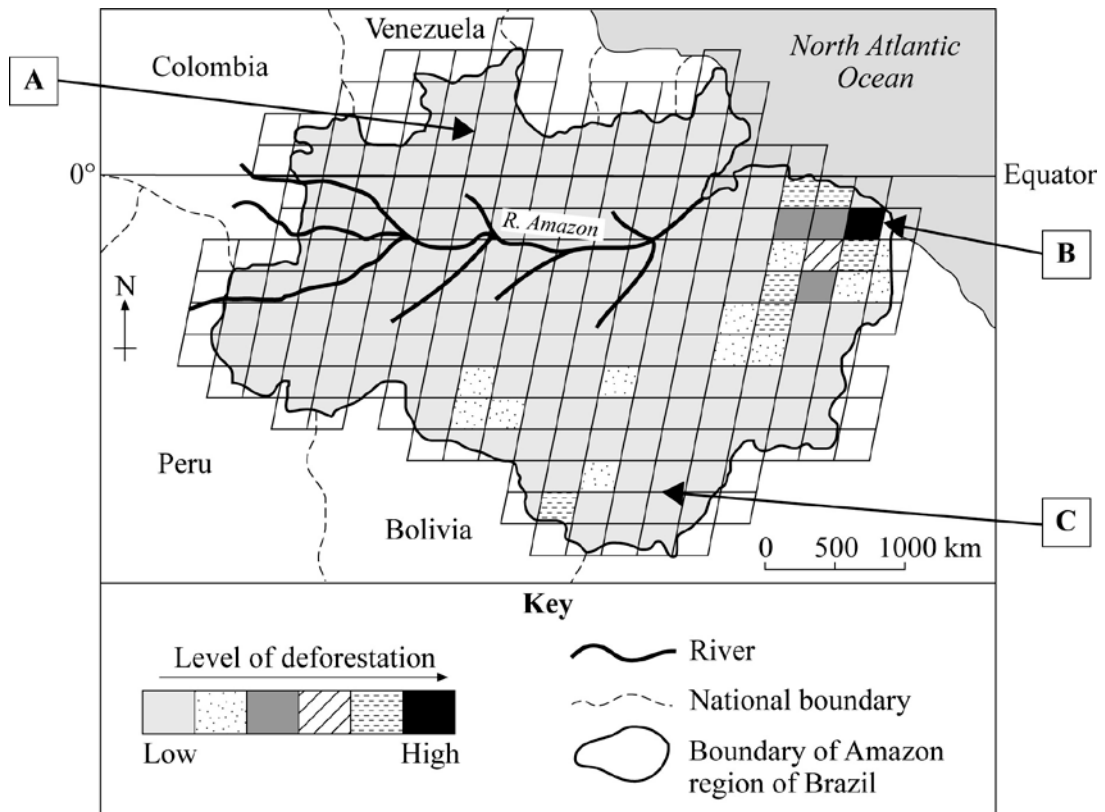 Venezuela
Colombia
North Atlantic
Ocean
A
0°
Equator
R. Amazon
B
N
Peru
Bolivia
C
0 500 1000 km
Key
Level of deforestation
Low High
River
National boundary
Boundary of Amazon
region of Brazil